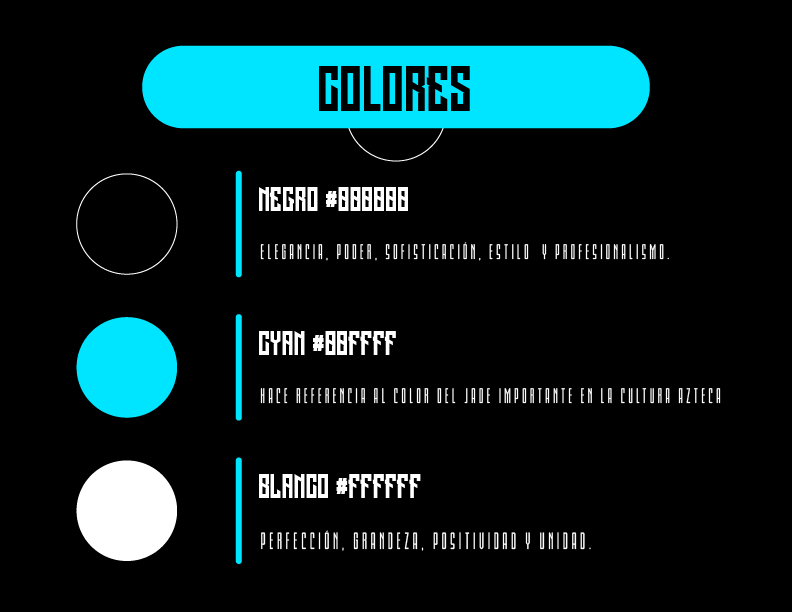 COLORES
NEGRO #000000
ELEGANCIA, PODER, SOFISTICACIÓN, ESTILO Y PROFESIONALISMO.
CYAN #00FFFF
HACE REFERENCIA AL COLOR DEL JADE IMPORTANTE EN LA CULTURA AZTECA
BLANCO #FFFFFF
PERFECCIÓN, GRANDEZA, POSITIVIDAD Y UNIDAD.